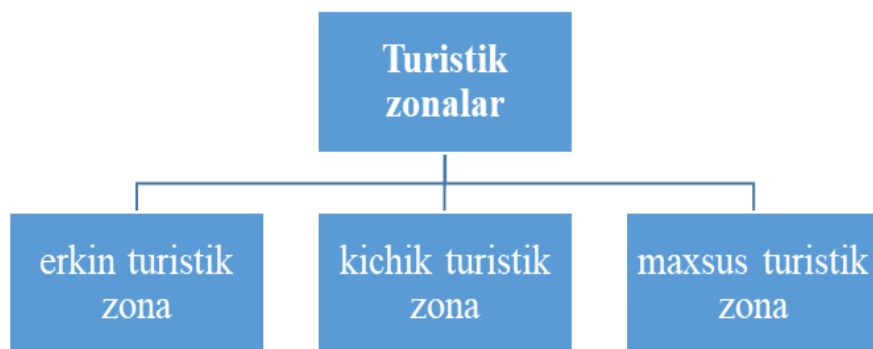 Turistik
zonalar
erkin turistik
zona
kichik turistik
zona
maxsus turistik
zona